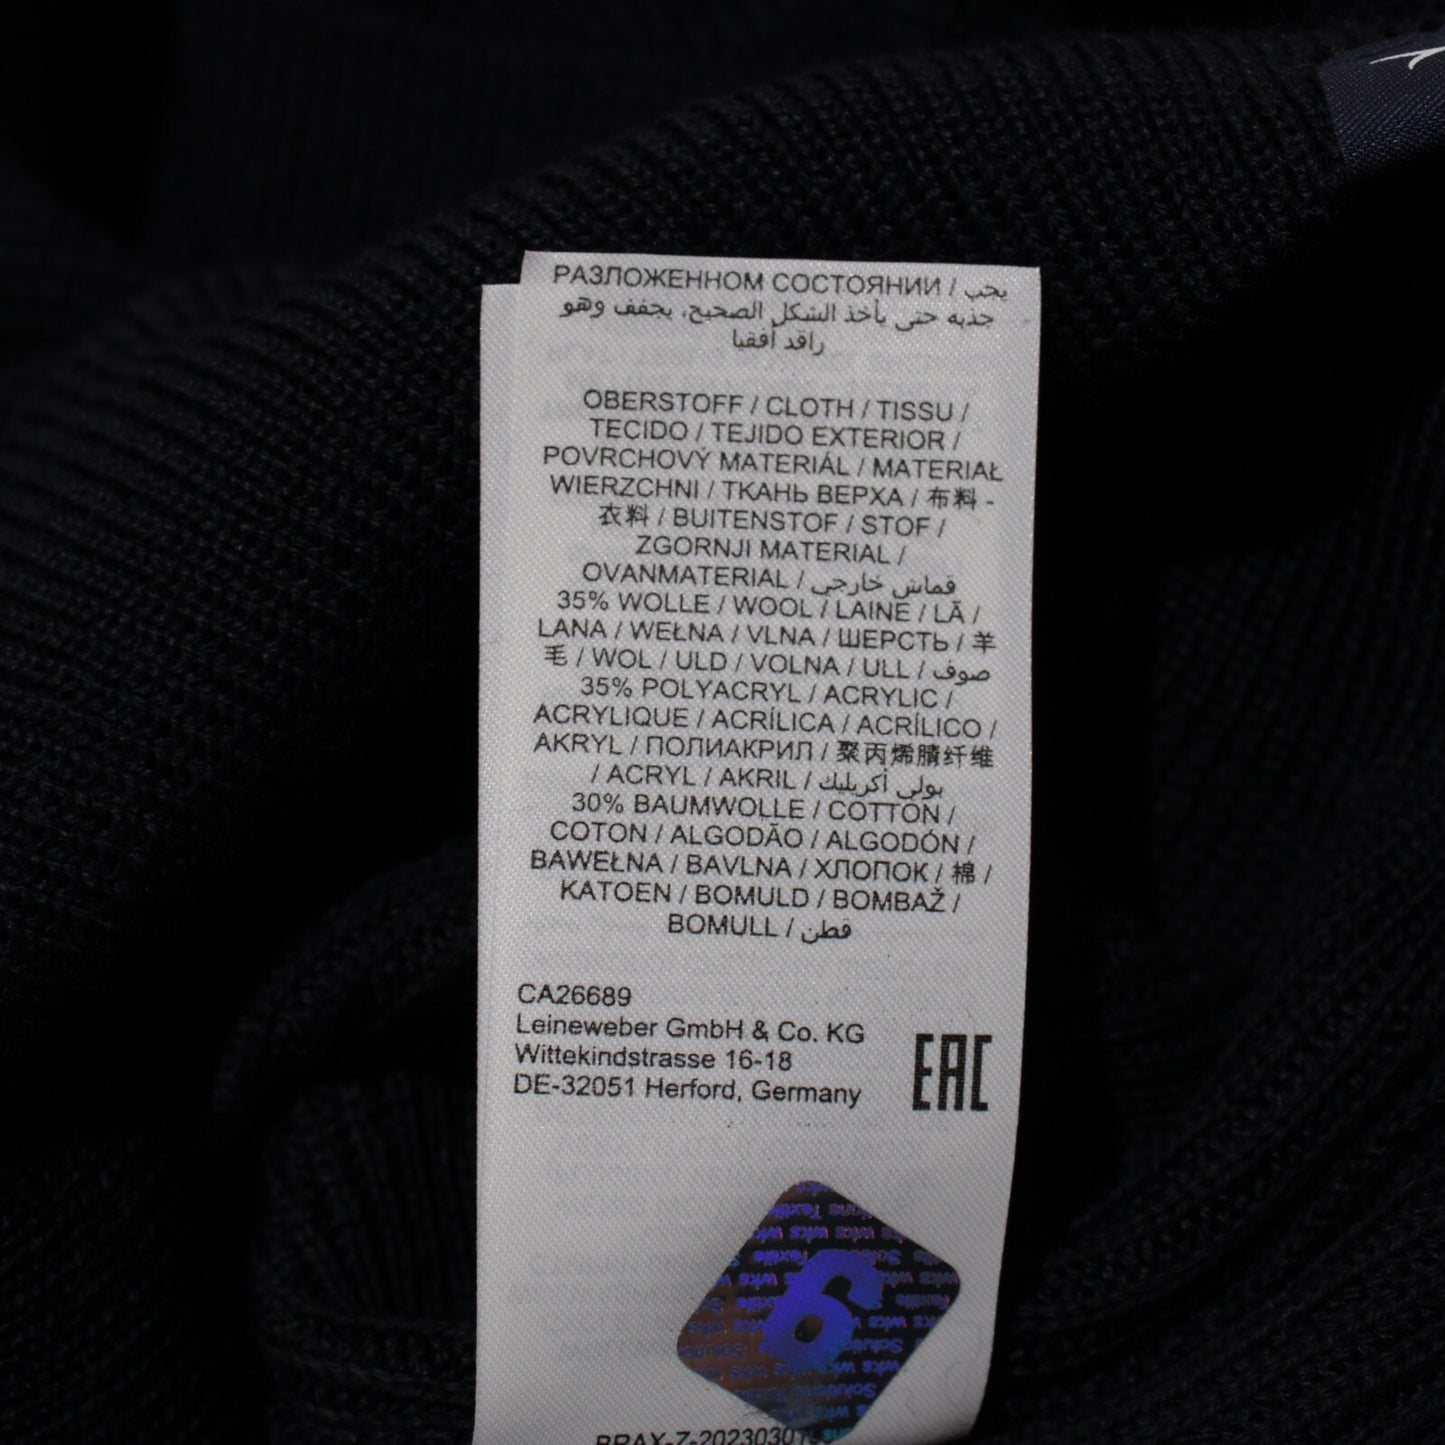 РАЗЛОЖЕННОМ СОСТОЯНИИ / يجب
جذبه حتى يأخذ الشكل الصحيح، يجفف وهو
راقد أفقيا
OBERSTOFF / CLOTH / TISSU /
TECIDO / TEJIDO EXTERIOR /
POVRCHOVÝ MATERIÁL / MATERIAŁ
WIERZCHNI / ТКАНЬ ВЕРХА / 布料 -
衣料 / BUITENSTOF / STOF /
ZGORNJI MATERIAL /
OVANMATERIAL / قماش خارجي
35% WOLLE / WOOL / LAINE / LÃ /
LANA / WEŁNA / VLNA / ШЕРСТЬ / 羊
毛 / WOL / ULD / VOLNA / ULL / صوف
35% POLYACRYL / ACRYLIC /
ACRYLIQUE / ACRÍLICA / ACRÍLICO /
AKRYL / ПОЛИАКРИЛ / 聚丙烯腈纤维
/ ACRYL / AKRIL / بولي أكريليك
30% BAUMWOLLE / COTTON /
COTON / ALGODÃO / ALGODÓN /
BAWEŁNA / BAVLNA / ХЛОПОК / 棉 /
KATOEN / BOMULD / BOMBAŽ /
BOMULL / قطن
CA26689
Leineweber GmbH & Co. KG
Wittekindstrasse 16-18
DE-32051 Herford, Germany
EAC
6